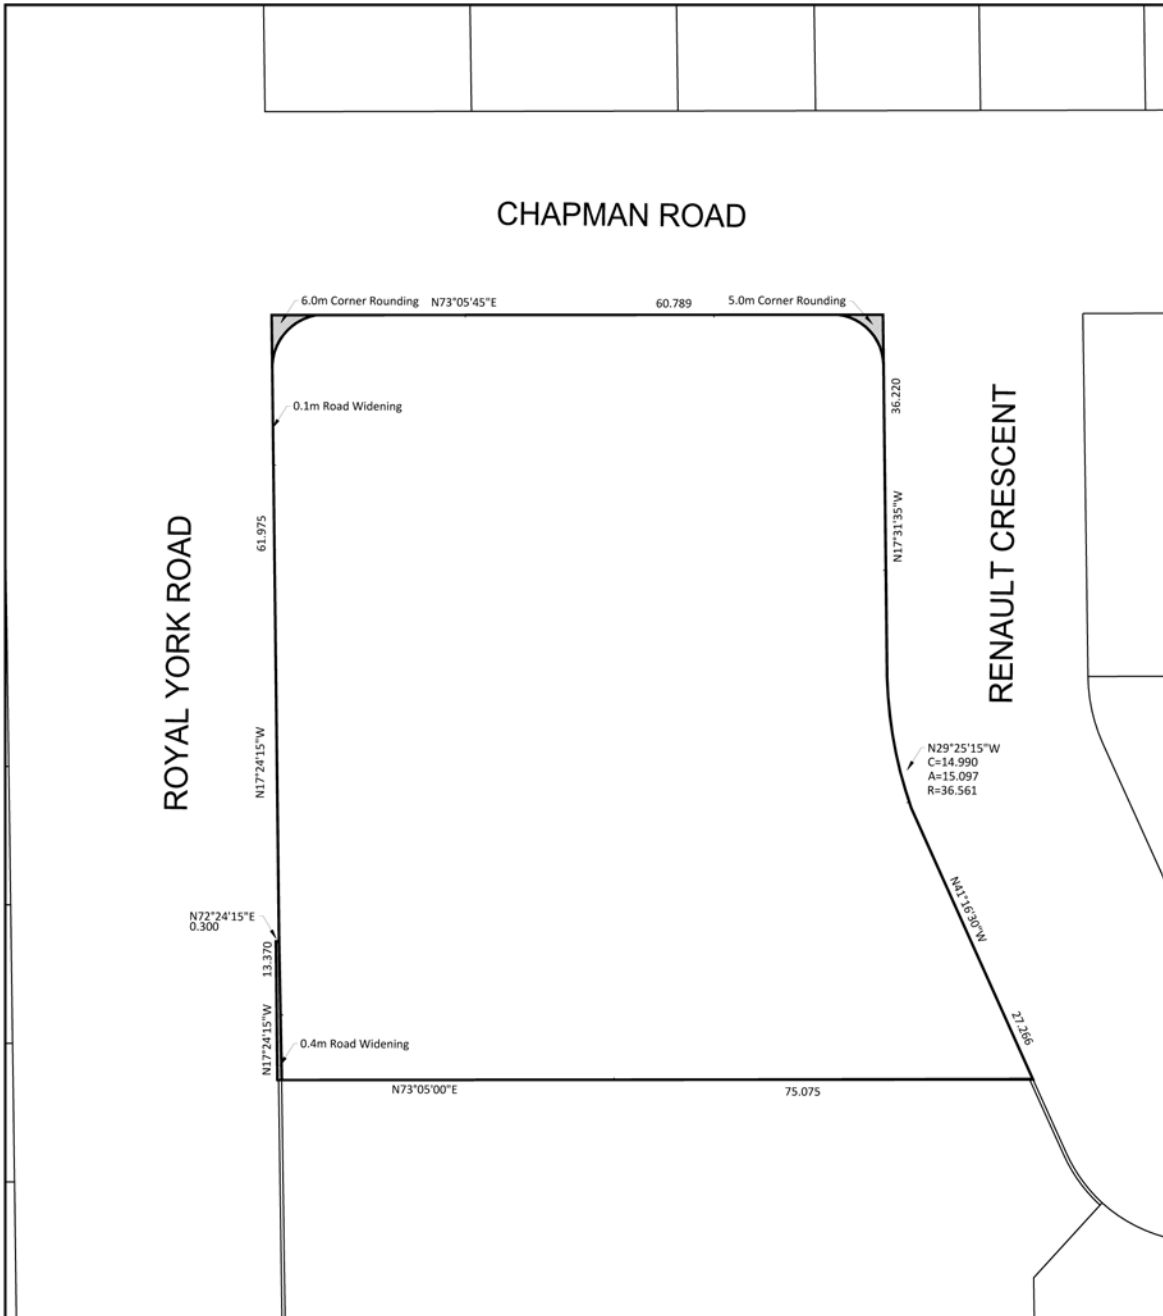 CHAPMAN ROAD
6.0m Corner Rounding
N73°05'45"E
60.789
5.0m Corner Rounding
0.1m Road Widening
36.220
RENAULT CRESCENT
61.975
N17°31'35"W
ROYAL YORK ROAD
N17°24'15"W
N29°25'15"W
C=14.990
A=15.097
R=36.561
N72°24'15"E
0.300
N41°16'30"W
13.370
N17°24'15"W
0.4m Road Widening
27.266
N73°05'00"E
75.075